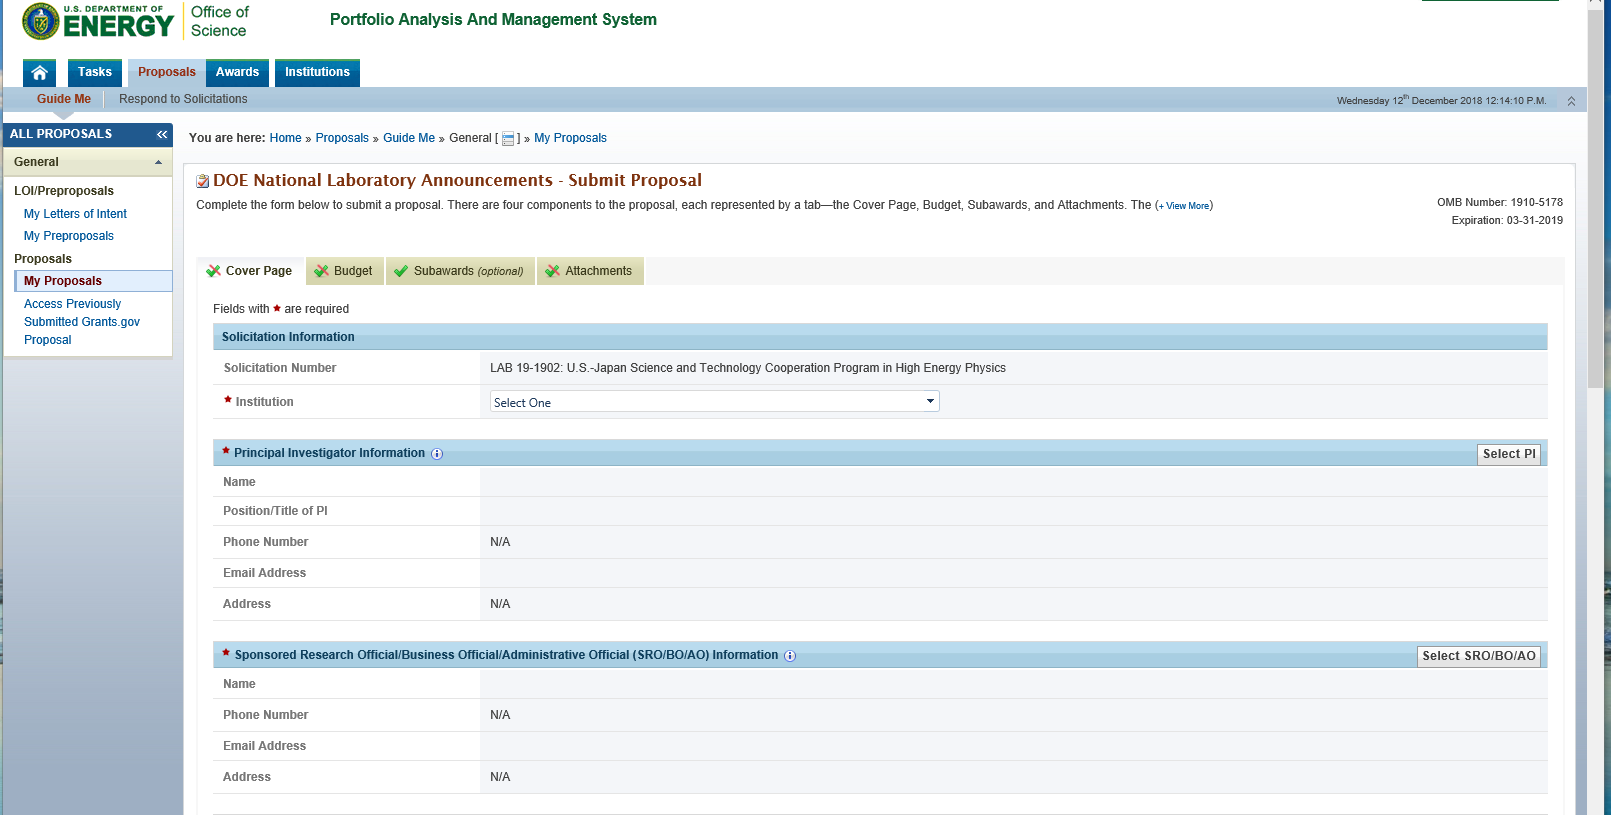 U.S. DEPARTMENT OF
ENERGY
Office of
Science
Portfolio Analysis And Management System
Tasks
Proposals
Awards
Institutions
Guide Me
Respond to Solicitations
Wednesday 12th December 2018 12:14:10 P.M.
ALL PROPOSALS
You are here: Home » Proposals » Guide Me » General [ ] » My Proposals
General
LOI/Preproposals
My Letters of Intent
My Preproposals
Proposals
My Proposals
Access Previously
Submitted Grants.gov
Proposal
DOE National Laboratory Announcements - Submit Proposal
Complete the form below to submit a proposal. There are four components to the proposal, each represented by a tab—the Cover Page, Budget, Subawards, and Attachments. The (+ View More)
OMB Number: 1910-5178
Expiration: 03-31-2019
Cover Page
Budget
Subawards (optional)
Attachments
Fields with * are required
Solicitation Information
Solicitation Number LAB 19-1902: U.S.-Japan Science and Technology Cooperation Program in High Energy Physics
* Institution Select One
* Principal Investigator Information
Select PI
Name
Position/Title of PI
Phone Number N/A
Email Address
Address N/A
* Sponsored Research Official/Business Official/Administrative Official (SRO/BO/AO) Information
Select SRO/BO/AO
Name
Phone Number N/A
Email Address
Address N/A